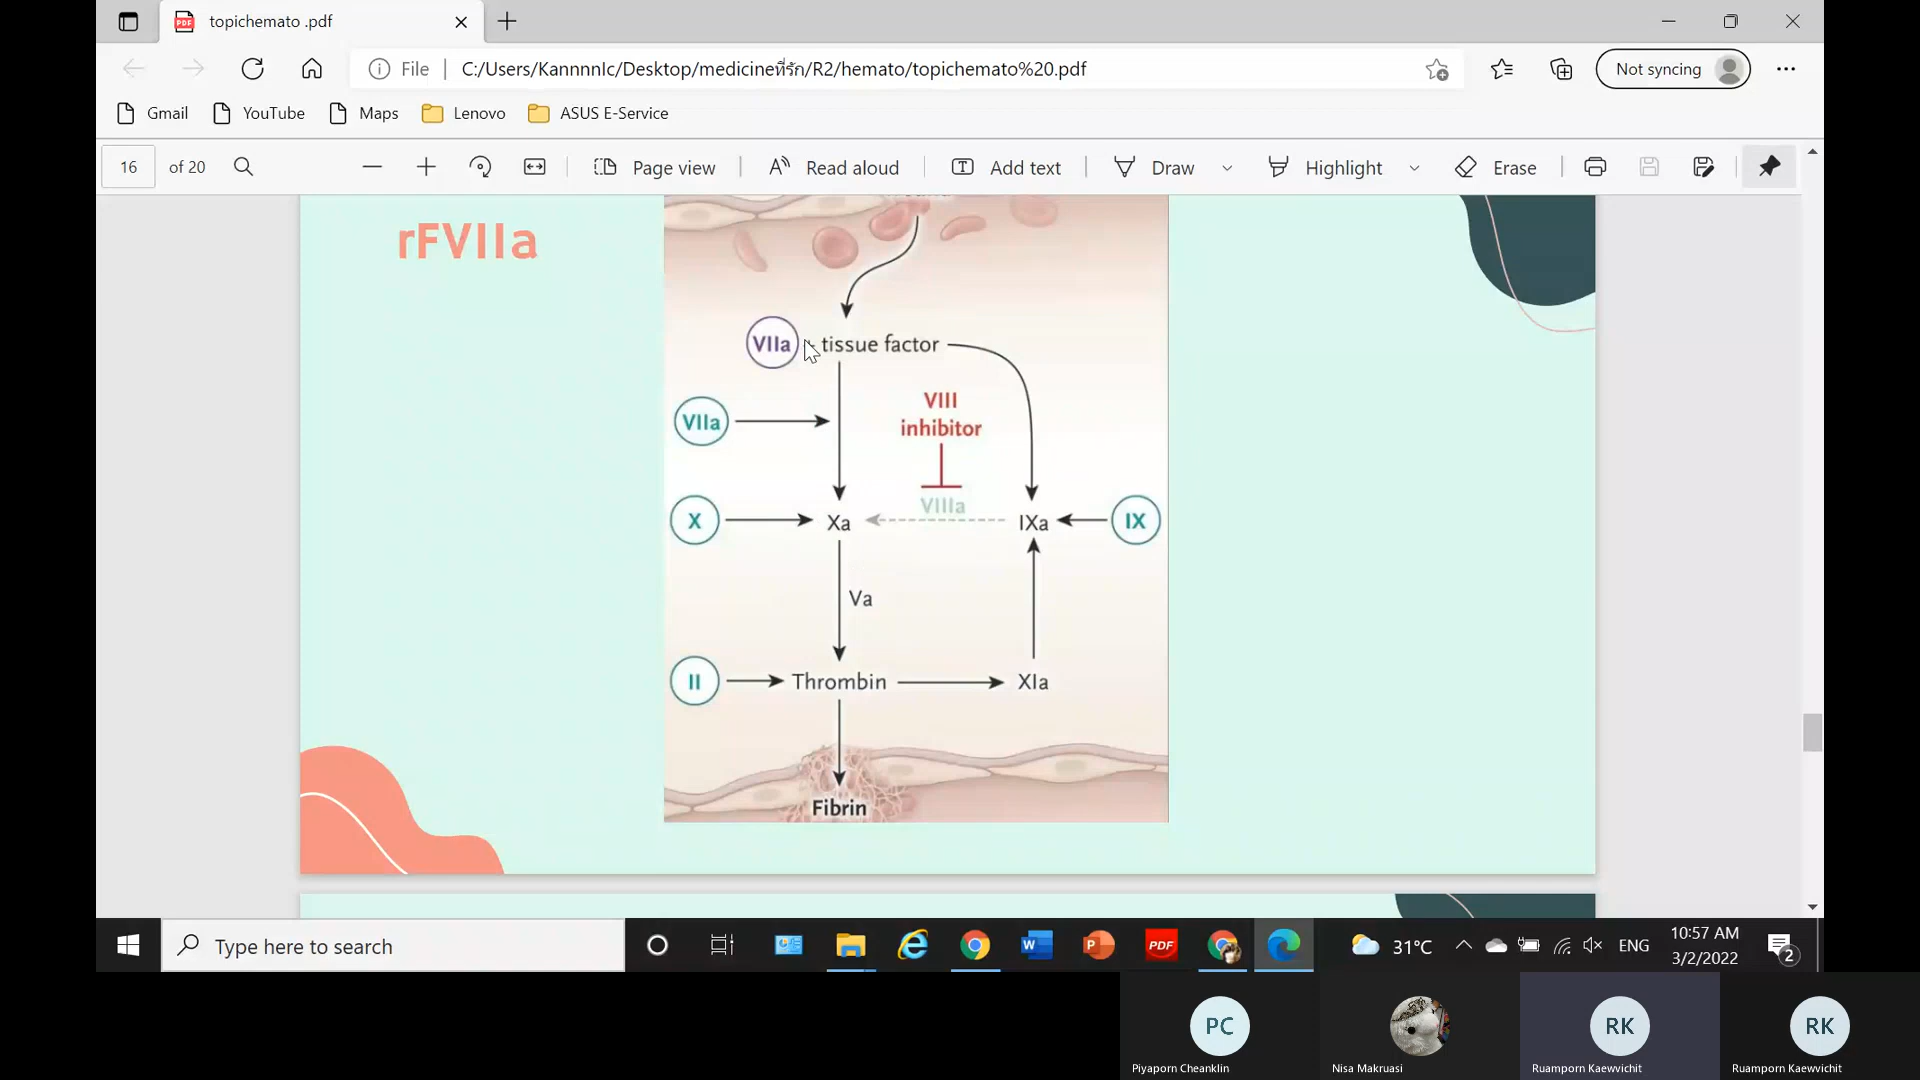 topichemato .pdf
File C:/Users/KannnnIc/Desktop/medicineที่รัก/R2/hemato/topichemato%20.pdf
Not syncing
Gmail YouTube Maps Lenovo ASUS E-Service
16 of 20 Page view Read aloud Add text Draw Highlight Erase
rFVIIa
VIIa + tissue factor
VIII
inhibitor
VIIa
VIIIa
X Xa IXa IX
Va
II Thrombin XIa
Fibrin
Type here to search
PDF
31°C ENG
10:57 AM
3/2/2022
2
PC RK RK
Piyaporn Cheanklin Nisa Makruasi Ruamporn Kaewvichit Ruamporn Kaewvichit